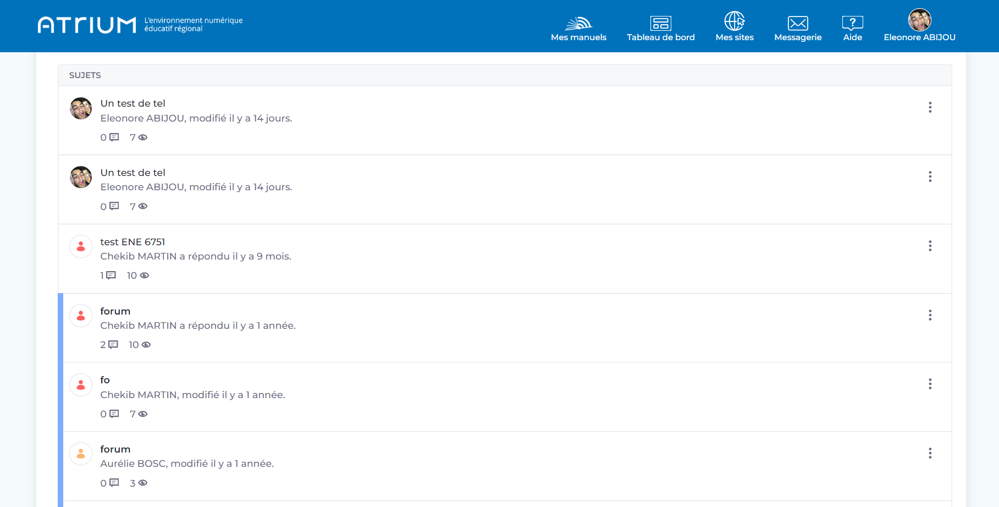 ATRIUM
L'environnement numérique
éducatif régional
Mes manuels
Tableau de bord
Mes sites
Messagerie
?
Aide
Eleonore ABIJOU
SUJETS
Un test de tel
Eleonore ABIJOU, modifié il y a 14 jours.
0 7
Un test de tel
Eleonore ABIJOU, modifié il y a 14 jours.
0 7
test ENE 6751
Chekib MARTIN a répondu il y a 9 mois.
1 10
forum
Chekib MARTIN a répondu il y a 1 année.
2 10
fo
Chekib MARTIN, modifié il y a 1 année.
0 7
forum
Aurélie BOSC, modifié il y a 1 année.
0 3